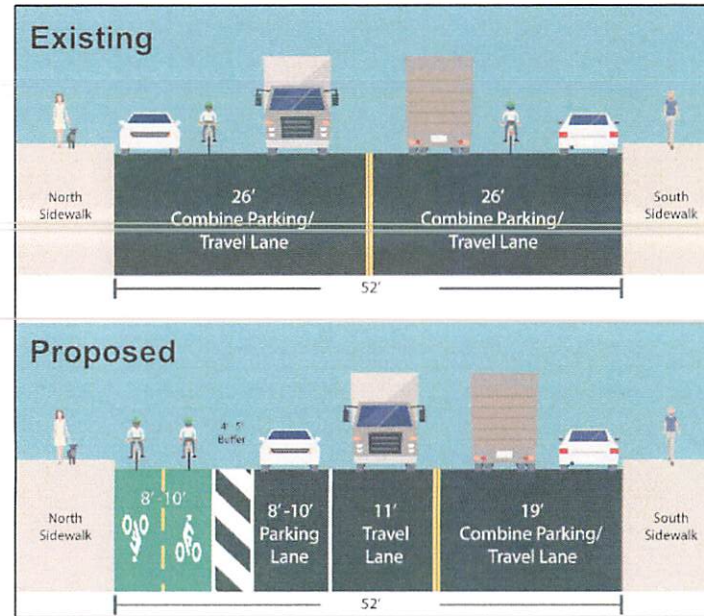 Existing
North
Sidewalk
26'
Combine Parking/
Travel Lane
26'
Combine Parking/
Travel Lane
South
Sidewalk
52'
Proposed
4'- 5'
Buffer
North
Sidewalk
8'-10'
8'-10'
Parking
Lane
11'
Travel
Lane
19'
Combine Parking/
Travel Lane
South
Sidewalk
52'